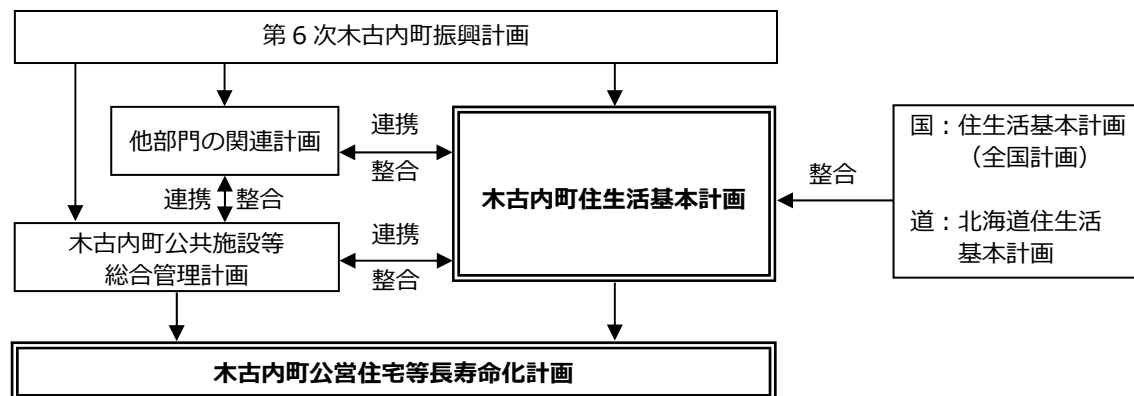 第6次木古内町振興計画
他部門の関連計画
連携
整合
木古内町住生活基本計画
整合
国：住生活基本計画
（全国計画）
道：北海道住生活
基本計画
連携 整合
木古内町公共施設等
総合管理計画
連携
整合
木古内町公営住宅等長寿命化計画